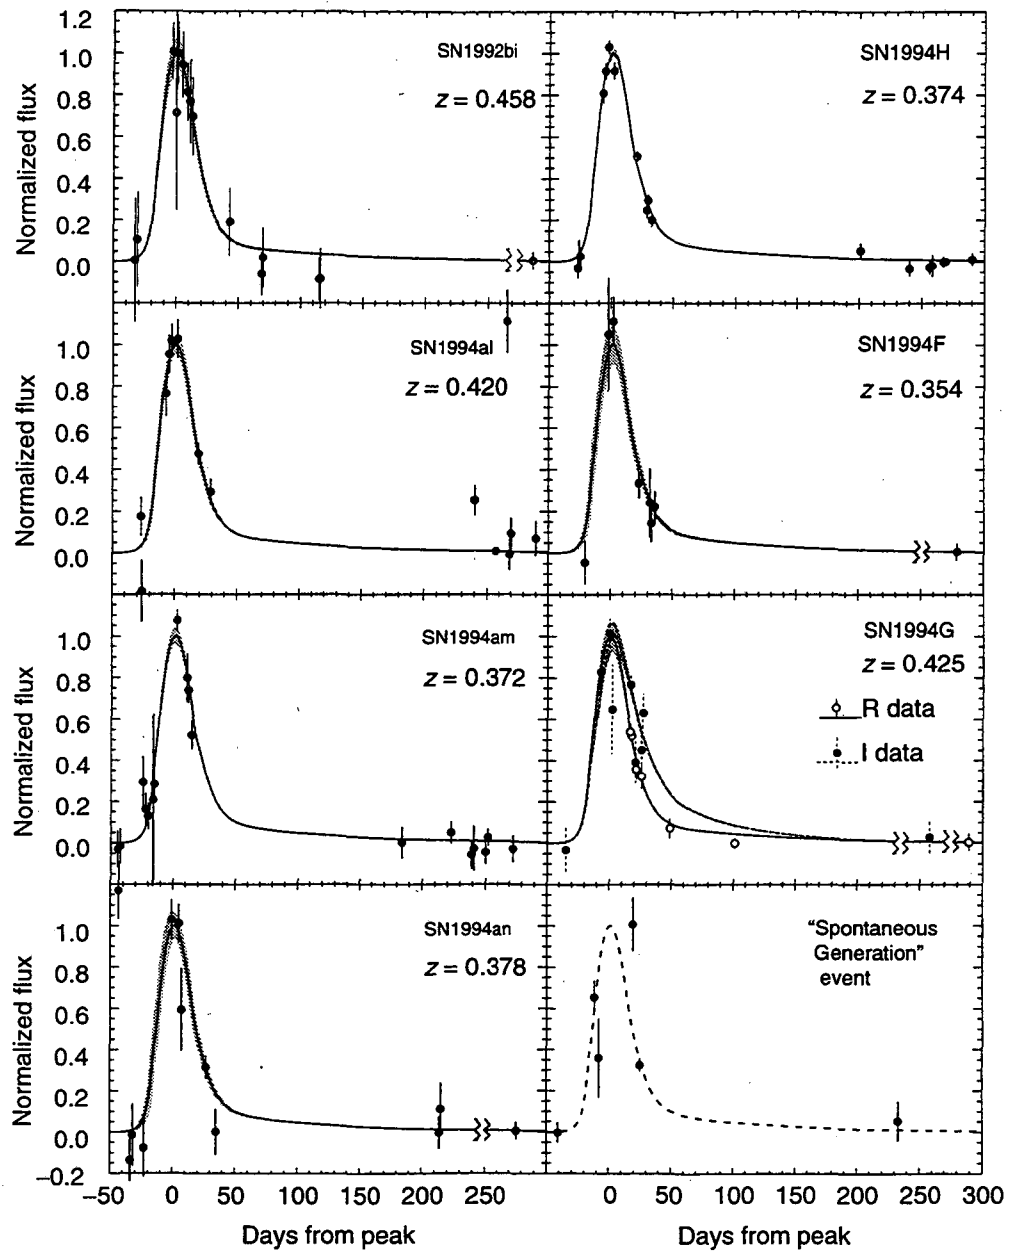 1.2
1.0
0.8
0.6
0.4
0.2
0.0
Normalized flux
SN1992bi
z = 0.458
SN1994H
z = 0.374
1.0
0.8
0.6
0.4
0.2
0.0
Normalized flux
SN1994al
z = 0.420
SN1994F
z = 0.354
1.0
0.8
0.6
0.4
0.2
0.0
Normalized flux
SN1994am
z = 0.372
SN1994G
z = 0.425
R data
I data
1.0
0.8
0.6
0.4
0.2
0.0
−0.2
Normalized flux
SN1994an
z = 0.378
“Spontaneous
Generation”
event
−50 0 50 100 150 200 250
0 50 100 150 200 250 300
Days from peak
Days from peak